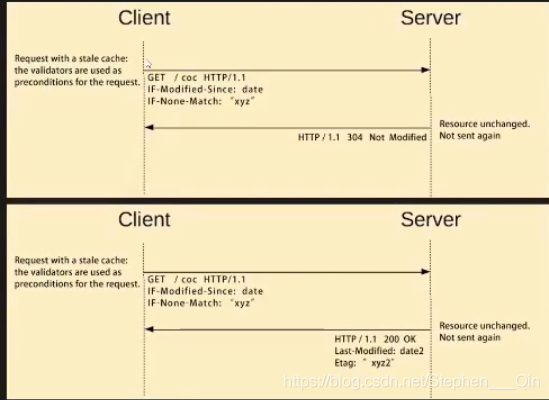 Client Server
Request with a stale cache:
the validators are used as
preconditions for the request.
GET / coc HTTP/1.1
IF-Modified-Since: date
IF-None-Match: "xyz"
Resource unchanged.
Not sent again
HTTP/1.1 304 Not Modified
Client Server
Request with a stale cache:
the validators are used as
preconditions for the request.
GET / coc HTTP/1.1
IF-Modified-Since: date
IF-None-Match: "xyz"
Resource unchanged.
Not sent again
HTTP/1.1 200 OK
Last-Modified: date2
Etag: " xyz2"
https://blog.csdn.net/Stephen___Qin